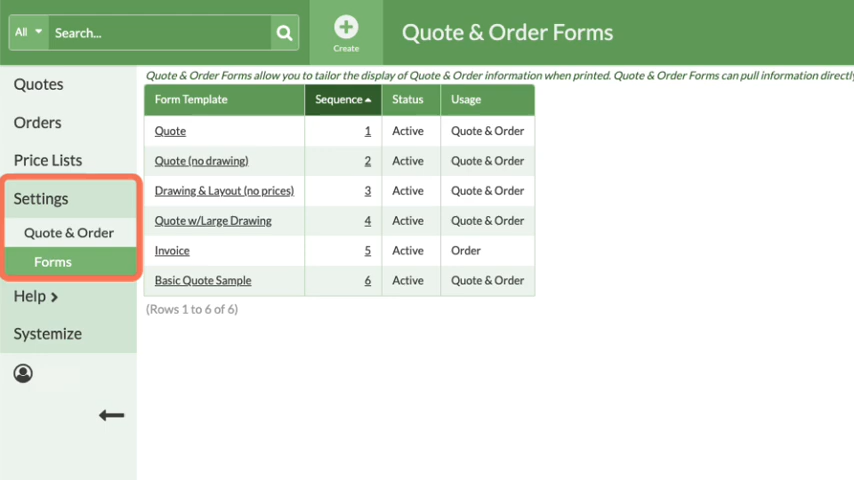 All
Search...
Create
Quote & Order Forms
Quotes
Orders
Price Lists
Settings
Quote & Order
Forms
Help
Systemize
Quote & Order Forms allow you to tailor the display of Quote & Order information when printed. Quote & Order Forms can pull information directly
Form Template Sequence Status Usage
Quote 1 Active Quote & Order
Quote (no drawing) 2 Active Quote & Order
Drawing & Layout (no prices) 3 Active Quote & Order
Quote w/Large Drawing 4 Active Quote & Order
Invoice 5 Active Order
Basic Quote Sample 6 Active Quote & Order
(Rows 1 to 6 of 6)